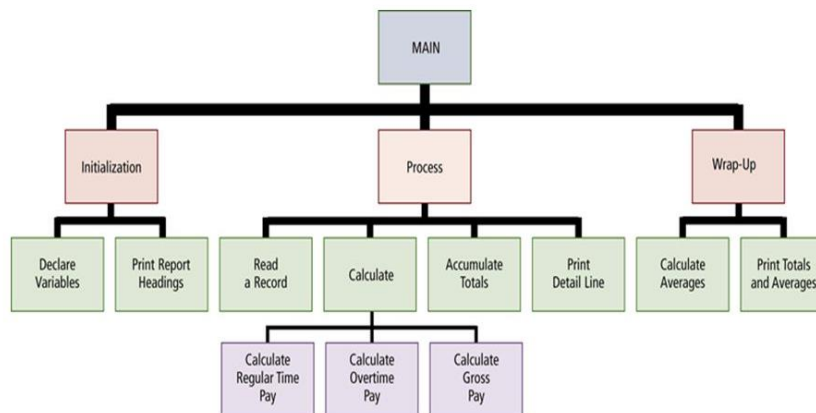 MAIN
Initialization
Process
Wrap-Up
Declare
Variables
Print Report
Headings
Read
a Record
Calculate
Accumulate
Totals
Print
Detail Line
Calculate
Averages
Print Totals
and Averages
Calculate
Regular Time
Pay
Calculate
Overtime
Pay
Calculate
Gross
Pay